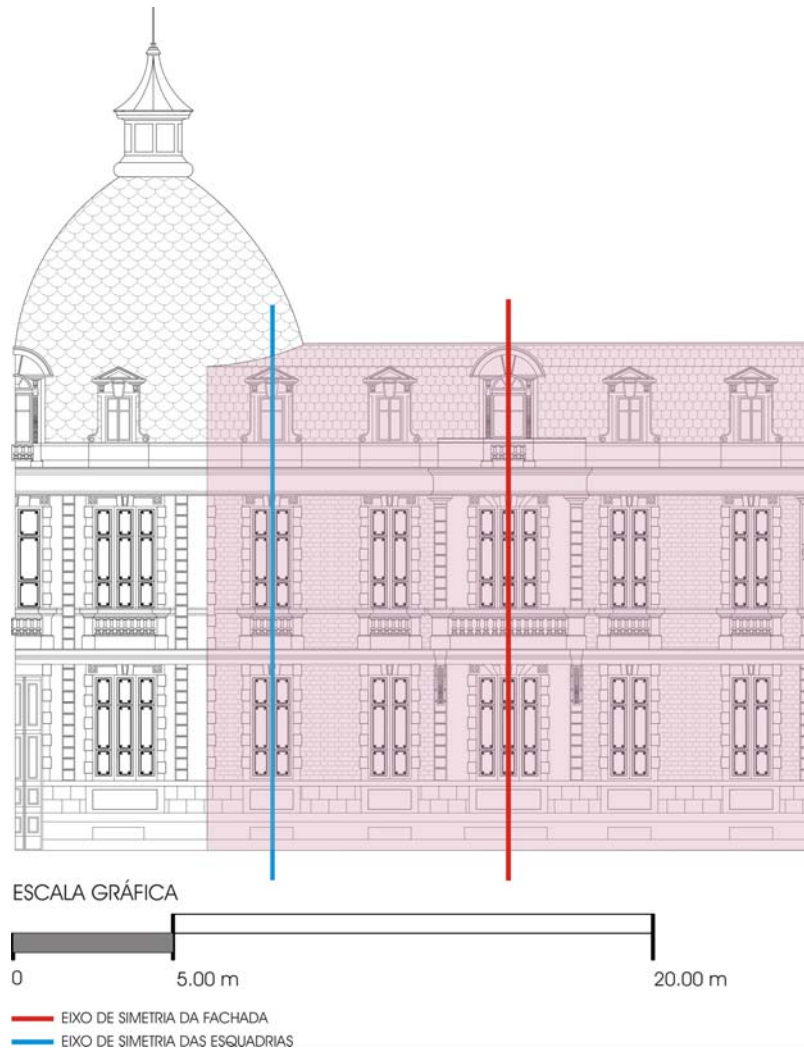 ESCALA GRÁFICA
0 5.00 m 20.00 m
EIXO DE SIMETRIA DA FACHADA
EIXO DE SIMETRIA DAS ESQUADRIAS